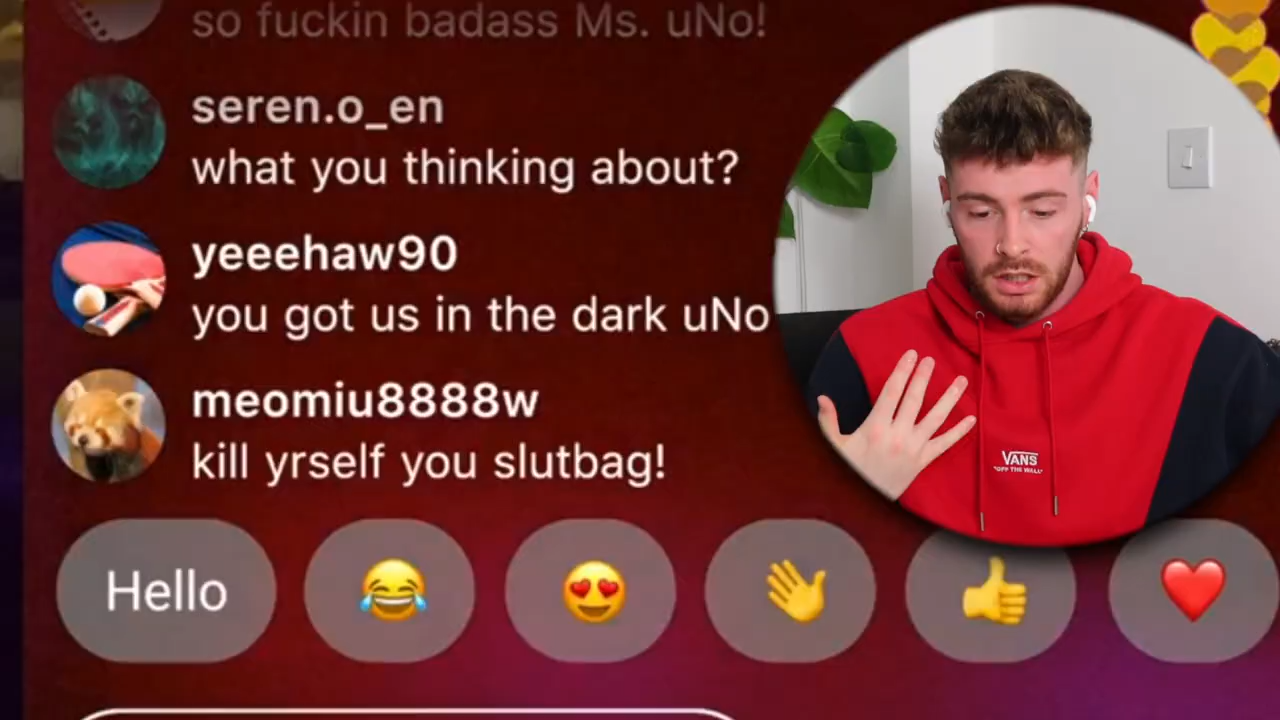 so fuckin badass Ms. uNo!
seren.o_en
what you thinking about?
yeeehaw90
you got us in the dark uNo
meomiu8888w
kill yrself you slutbag!
Hello
VANS
"OFF THE WALL"